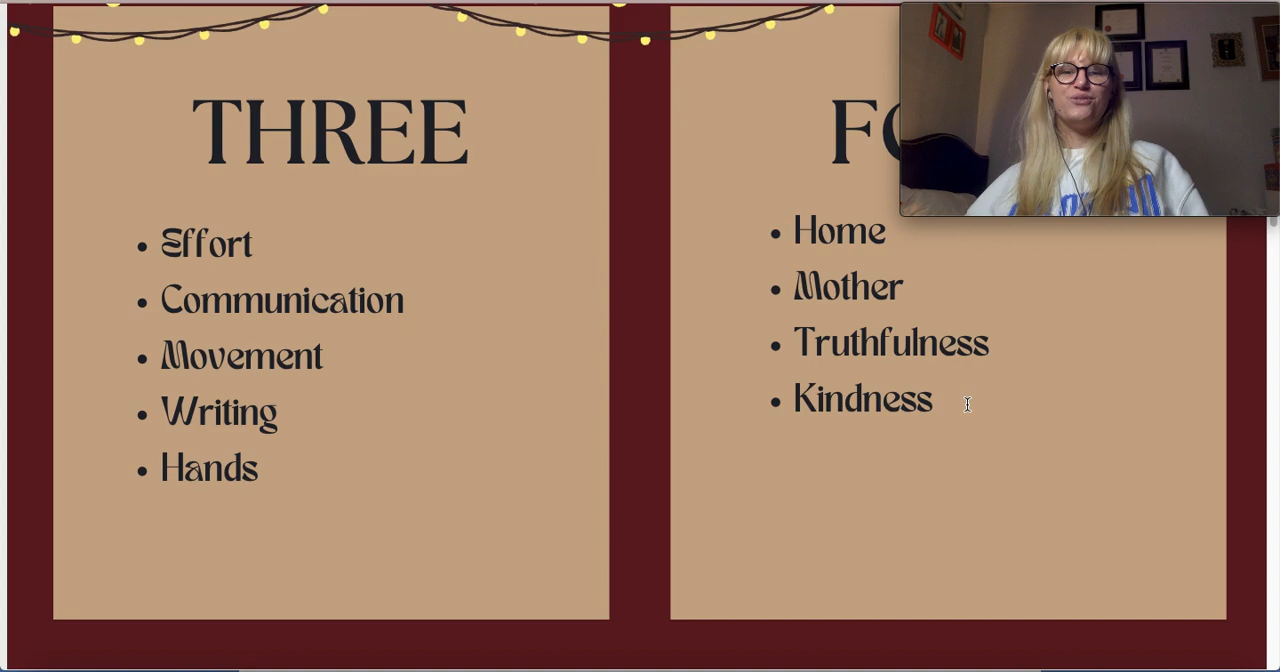 THREE
Effort
Communication
Movement
Writing
Hands
Home
Mother
Truthfulness
Kindness